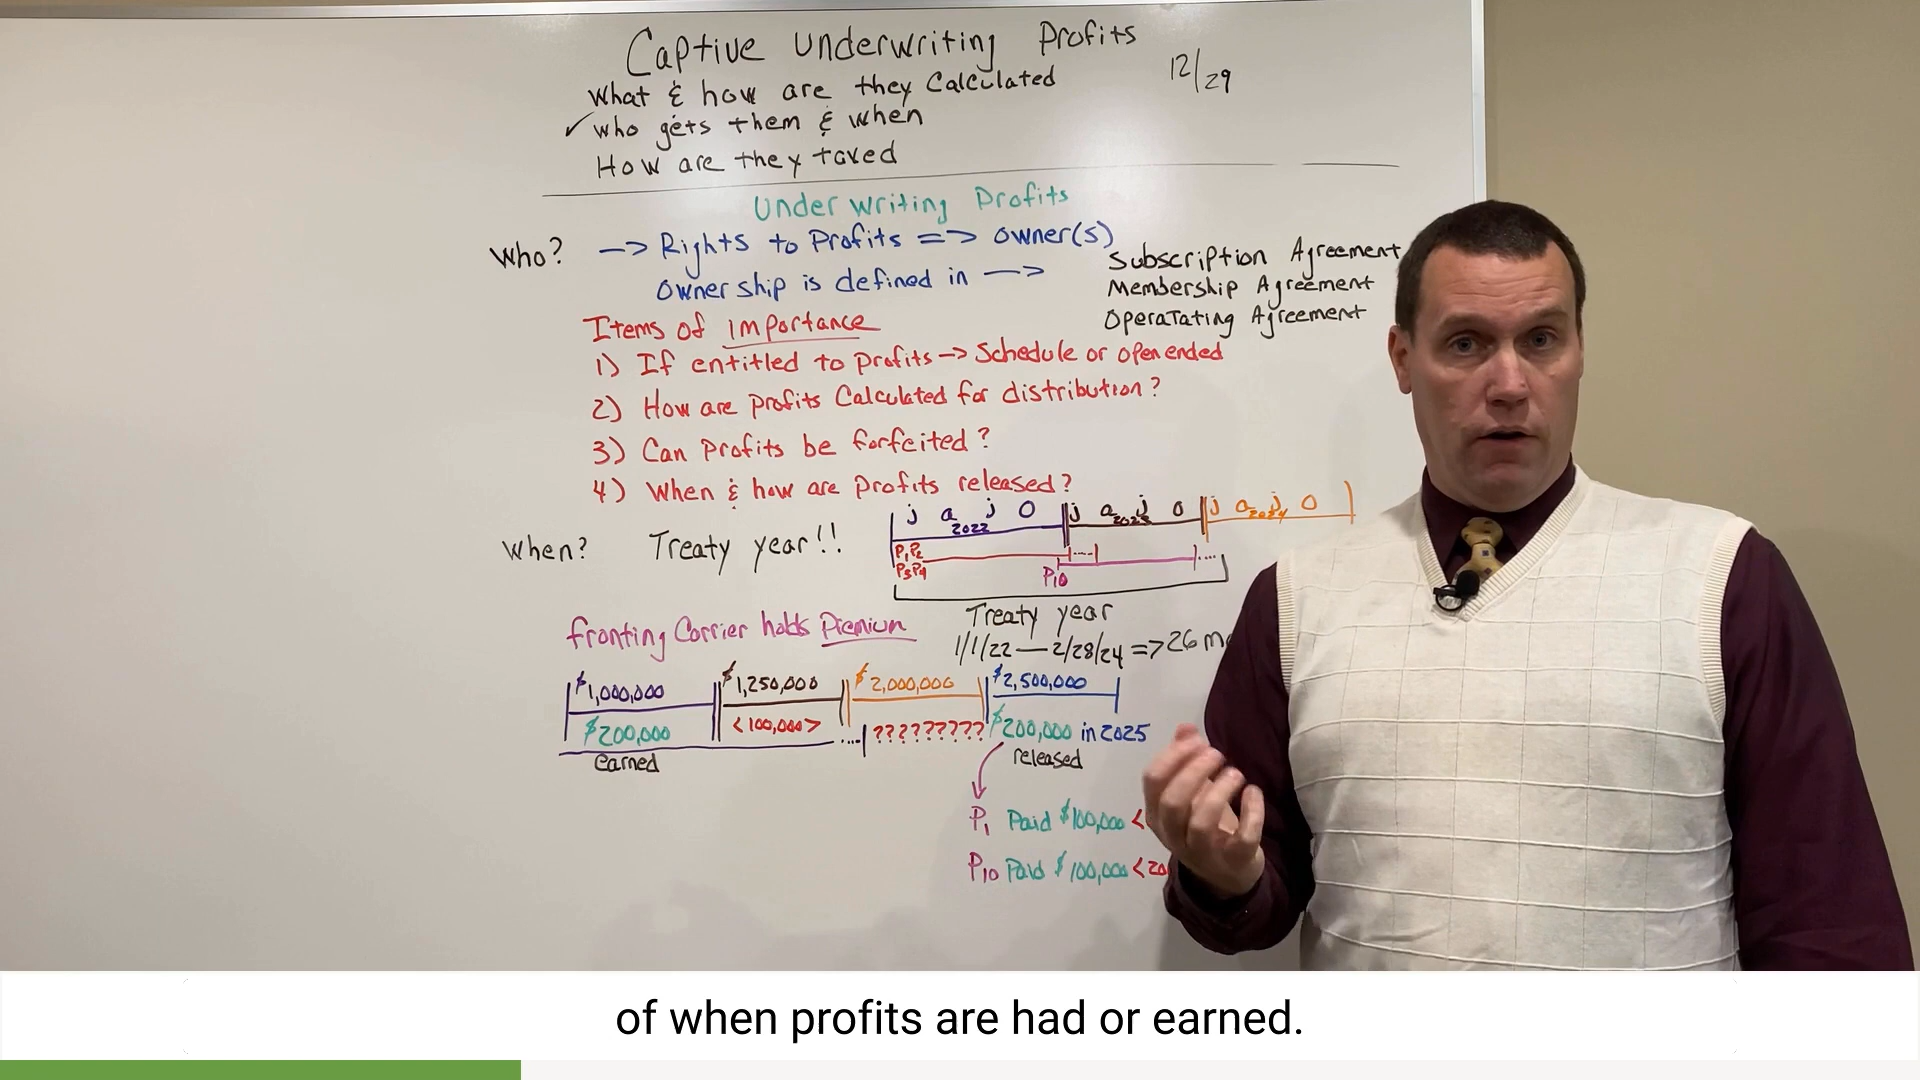 Captive Underwriting Profits
12/29
What & how are they Calculated
✓ who gets them & when
How are they taxed
Underwriting Profits
Who? —> Rights to Profits => owner(s)
Ownership is defined in —>
Subscription Agreement
Membership Agreement
OperaTating Agreement
Items of importance
1) If entitled to profits -> Schedule or open ended
2) How are profits Calculated for distribution?
3) Can Profits be forfeited?
4) When & how are profits released?
j a j O j a j o j a j o
2022 2023 2024
When? Treaty year!!
P1 P2
P3 P4
P10
Treaty year
1/1/22 — 2/28/24 => 26 mo
fronting Carrier holds Premium
$1,000,000 $1,250,000 $2,000,000 $2,500,000
$200,000 <100,000> ....| ????????? $200,000 in 2025
earned released
P1 Paid $100,000 <
P10 Paid $100,000 <20
of when profits are had or earned.